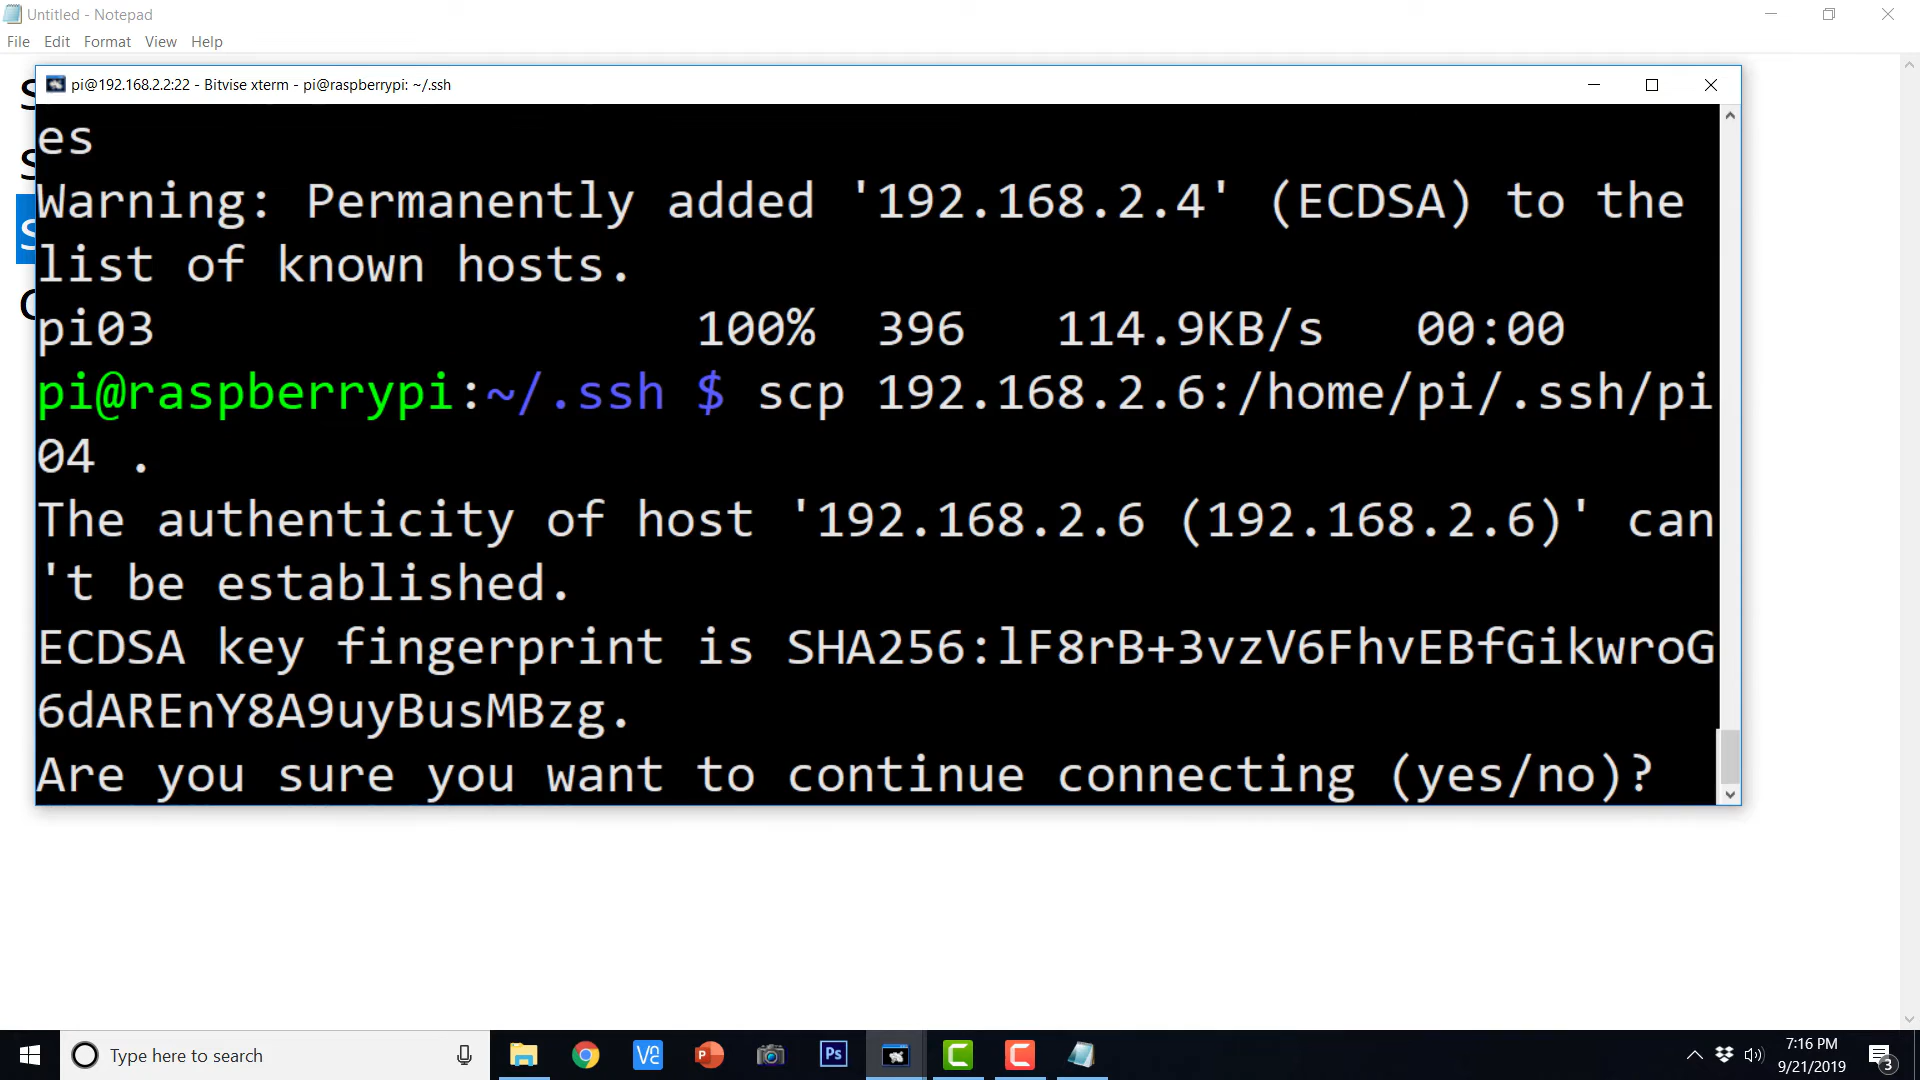 Untitled - Notepad
File Edit Format View Help
pi@192.168.2.2:22 - Bitvise xterm - pi@raspberrypi: ~/.ssh
es
Warning: Permanently added '192.168.2.4' (ECDSA) to the
list of known hosts.
pi03 100% 396 114.9KB/s 00:00
pi@raspberrypi:~/.ssh $ scp 192.168.2.6:/home/pi/.ssh/pi
04 .
The authenticity of host '192.168.2.6 (192.168.2.6)' can
't be established.
ECDSA key fingerprint is SHA256:lF8rB+3vzV6FhvEBfGikwroG
6dAREnY8A9uyBusMBzg.
Are you sure you want to continue connecting (yes/no)?
Type here to search
Ps
7:16 PM
9/21/2019
3